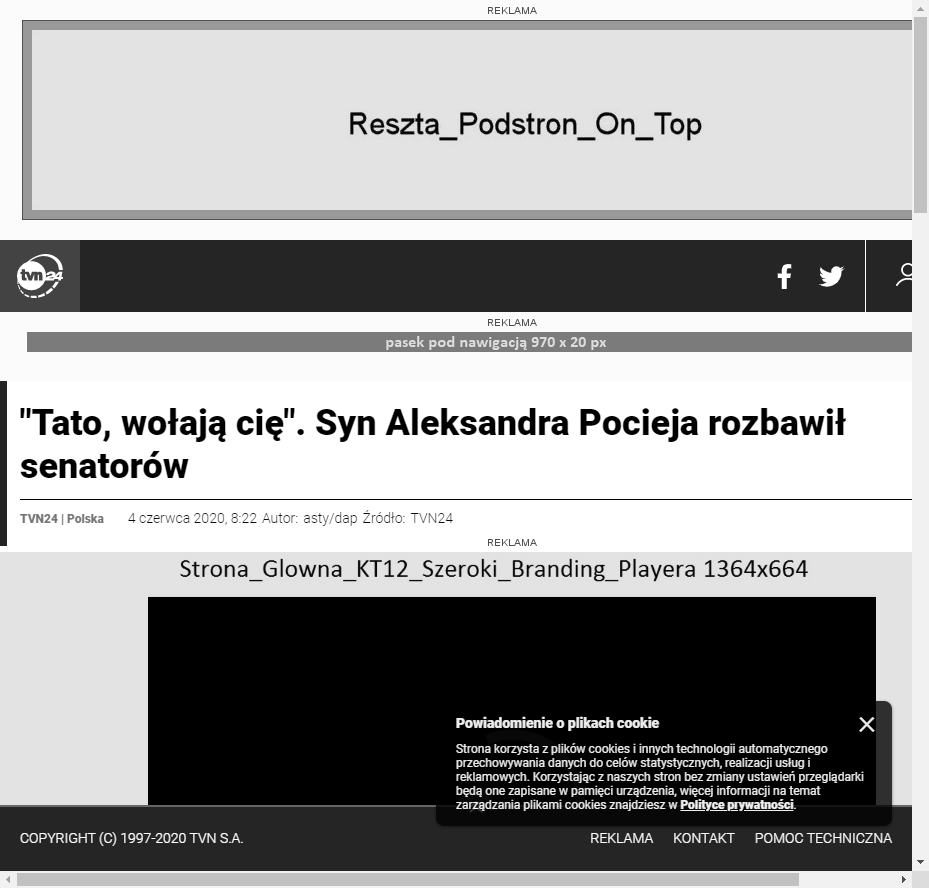 REKLAMA
Reszta_Podstron_On_Top
tvn24
REKLAMA
pasek pod nawigacją 970 x 20 px
"Tato, wołają cię". Syn Aleksandra Pocieja rozbawił
senatorów
TVN24 | Polska 4 czerwca 2020, 8:22 Autor: asty/dap Źródło: TVN24
REKLAMA
Strona_Glowna_KT12_Szeroki_Branding_Playera 1364x664
Powiadomienie o plikach cookie
Strona korzysta z plików cookies i innych technologii automatycznego
przechowywania danych do celów statystycznych, realizacji usług i
reklamowych. Korzystając z naszych stron bez zmiany ustawień przeglądarki
będą one zapisane w pamięci urządzenia, więcej informacji na temat
zarządzania plikami cookies znajdziesz w Polityce prywatności.
COPYRIGHT (C) 1997-2020 TVN S.A. REKLAMA KONTAKT POMOC TECHNICZNA